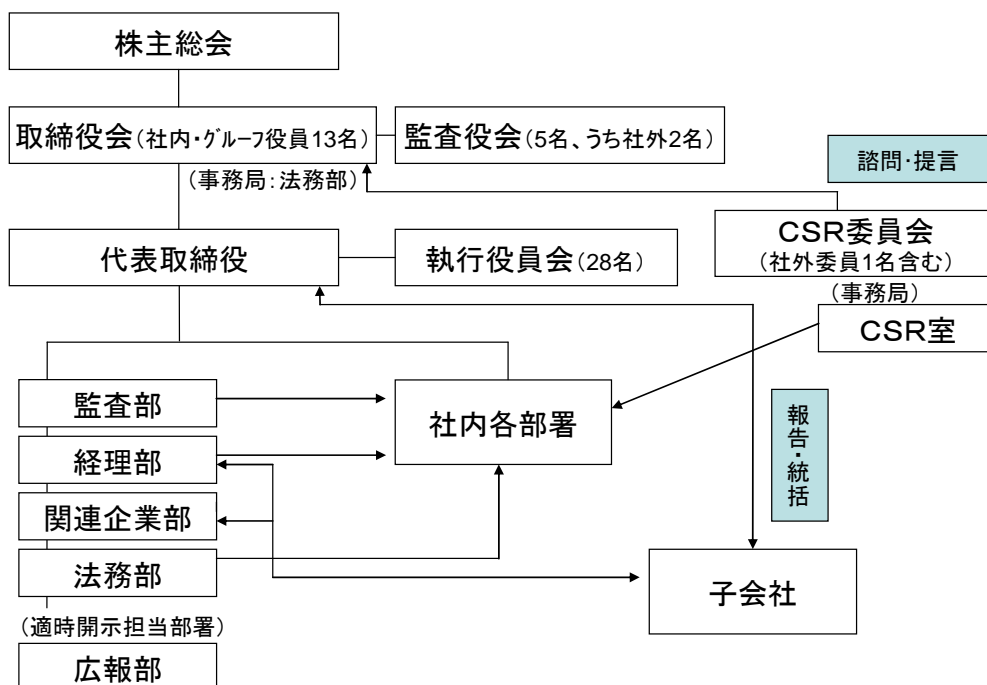 株主総会
取締役会(社内・グループ役員13名)
監査役会(5名、うち社外2名)
(事務局:法務部)
諮問・提言
CSR委員会
(社外委員1名含む)
(事務局)
代表取締役
執行役員会(28名)
CSR室
監査部
社内各部署
経理部
報告・統括
関連企業部
法務部
子会社
(適時開示担当部署)
広報部